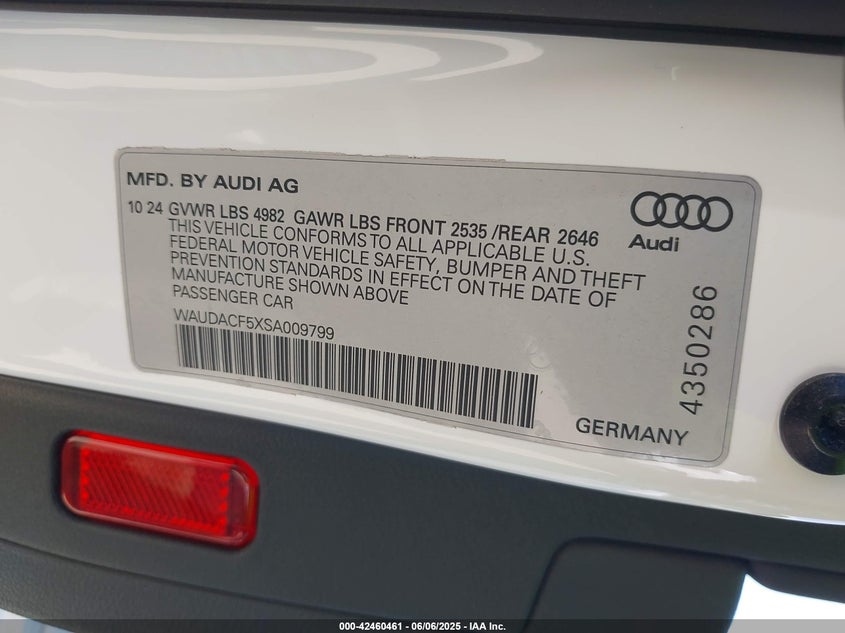 MFD. BY AUDI AG
10 24 GVWR LBS 4982 GAWR LBS FRONT 2535 /REAR 2646
THIS VEHICLE CONFORMS TO ALL APPLICABLE U.S.
FEDERAL MOTOR VEHICLE SAFETY, BUMPER AND THEFT
PREVENTION STANDARDS IN EFFECT ON THE DATE OF
MANUFACTURE SHOWN ABOVE
PASSENGER CAR
WAUDACF5XSA009799
Audi
4350286
GERMANY
000-42460461 - 06/06/2025 - IAA Inc.